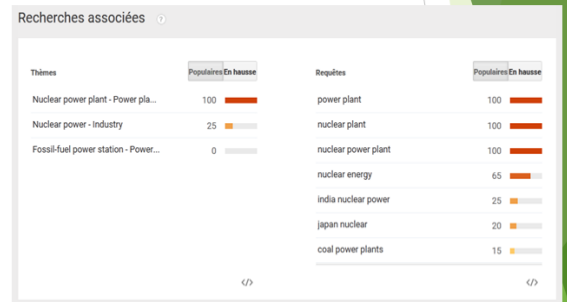 Recherches associées ?
Thèmes
Populaires En hausse
Nuclear power plant - Power pla... 100
Nuclear power - Industry 25
Fossil-fuel power station - Power... 0
</>
Requêtes
Populaires En hausse
power plant 100
nuclear plant 100
nuclear power plant 100
nuclear energy 65
india nuclear power 25
japan nuclear 20
coal power plants 15
</>